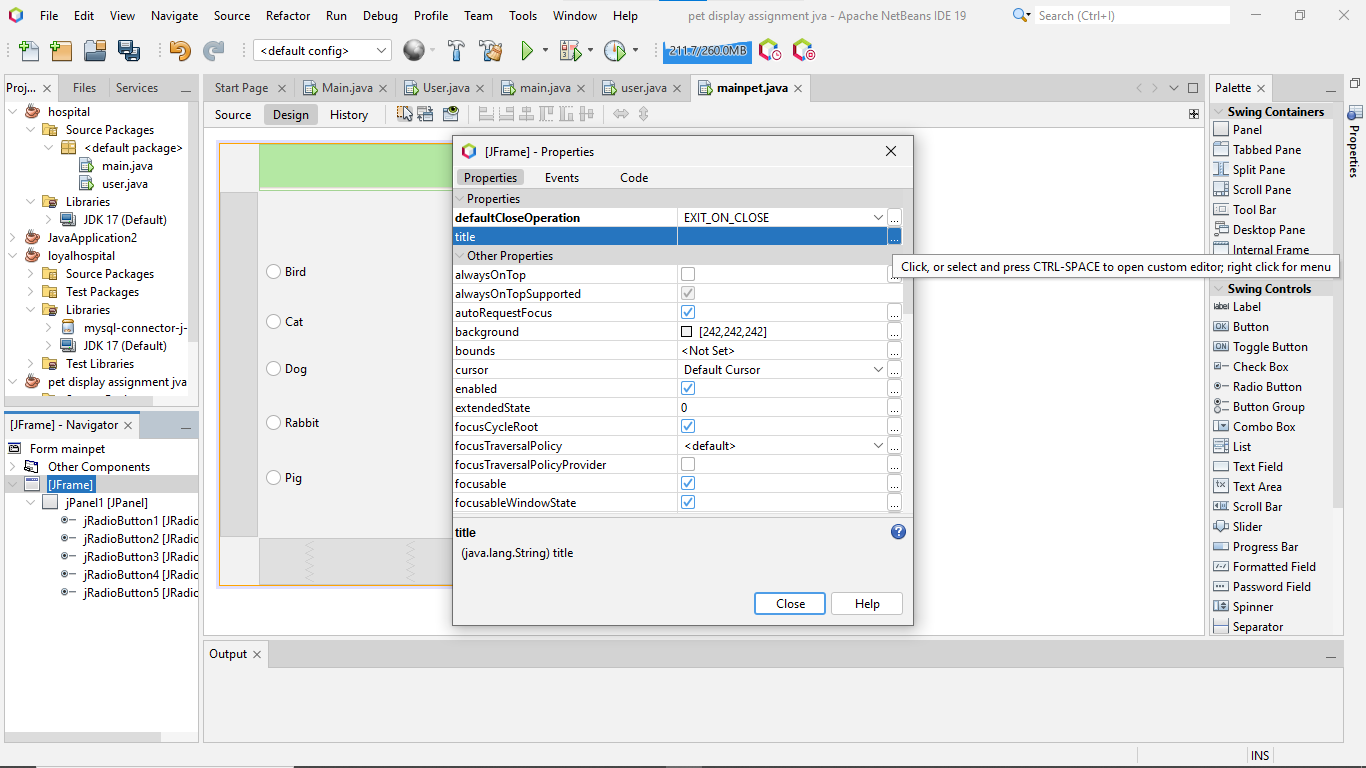 File Edit View Navigate Source Refactor Run Debug Profile Team Tools Window Help pet display assignment jva - Apache NetBeans IDE 19 Search (Ctrl+I)
<default config> 211.7/260.0MB
Proj... Files Services
hospital
Source Packages
<default package>
main.java
user.java
Libraries
JDK 17 (Default)
JavaApplication2
loyalhospital
Source Packages
Test Packages
Libraries
mysql-connector-j-
JDK 17 (Default)
Test Libraries
pet display assignment jva
[JFrame] - Navigator
Form mainpet
Other Components
[JFrame]
jPanel1 [JPanel]
jRadioButton1 [JRadio
jRadioButton2 [JRadio
jRadioButton3 [JRadio
jRadioButton4 [JRadio
jRadioButton5 [JRadio
Start Page Main.java User.java main.java user.java mainpet.java
Source Design History
Bird
Cat
Dog
Rabbit
Pig
[JFrame] - Properties
Properties Events Code
Properties
defaultCloseOperation EXIT_ON_CLOSE ...
title ...
Other Properties
alwaysOnTop
alwaysOnTopSupported
autoRequestFocus ...
background [242,242,242] ...
bounds <Not Set> ...
cursor Default Cursor ...
enabled ...
extendedState 0 ...
focusCycleRoot ...
focusTraversalPolicy <default> ...
focusTraversalPolicyProvider ...
focusable ...
focusableWindowState ...
title
(java.lang.String) title
Close Help
Click, or select and press CTRL-SPACE to open custom editor; right click for menu
Palette
Swing Containers
Panel
Tabbed Pane
Split Pane
Scroll Pane
Tool Bar
Desktop Pane
Internal Frame
Swing Controls
label Label
OK Button
ON Toggle Button
Check Box
Radio Button
Button Group
Combo Box
List
Text Field
Text Area
Scroll Bar
Slider
Progress Bar
Formatted Field
Password Field
Spinner
Separator
Properties
Output
INS